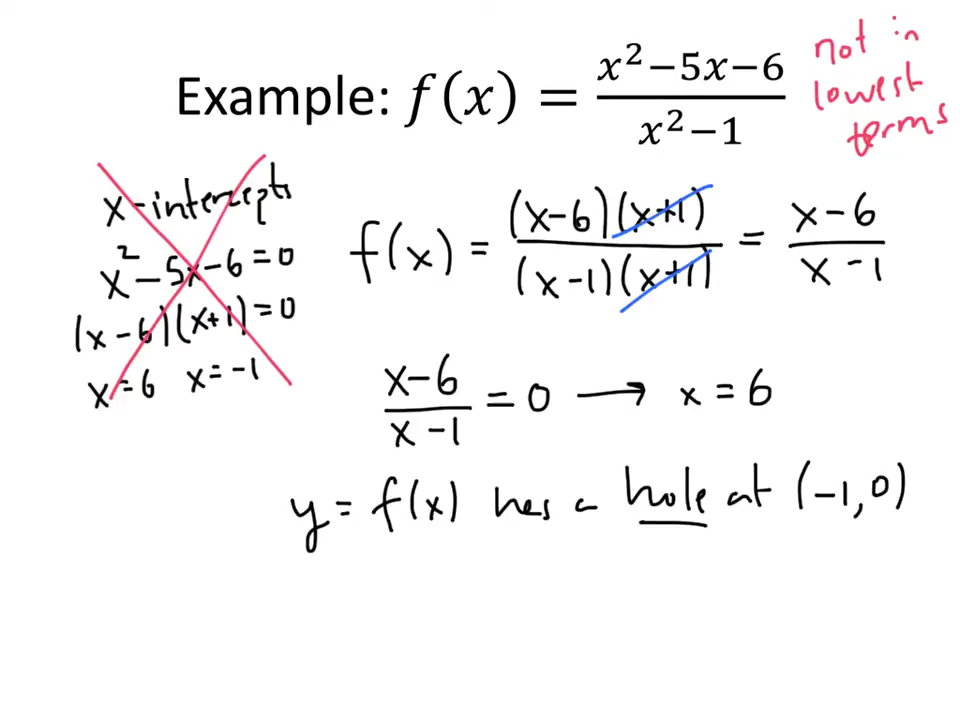 Example: f(x) = (x²−5x−6)/(x²−1)
not in
lowest
terms
x-intercepts
x² − 5x − 6 = 0
(x − 6)(x+1) = 0
x = 6 x = −1
f(x) = (x−6)(x+1)/(x−1)(x+1) = (x−6)/(x−1)
(x−6)/(x−1) = 0 → x = 6
y = f(x) has a hole at (−1, 0)